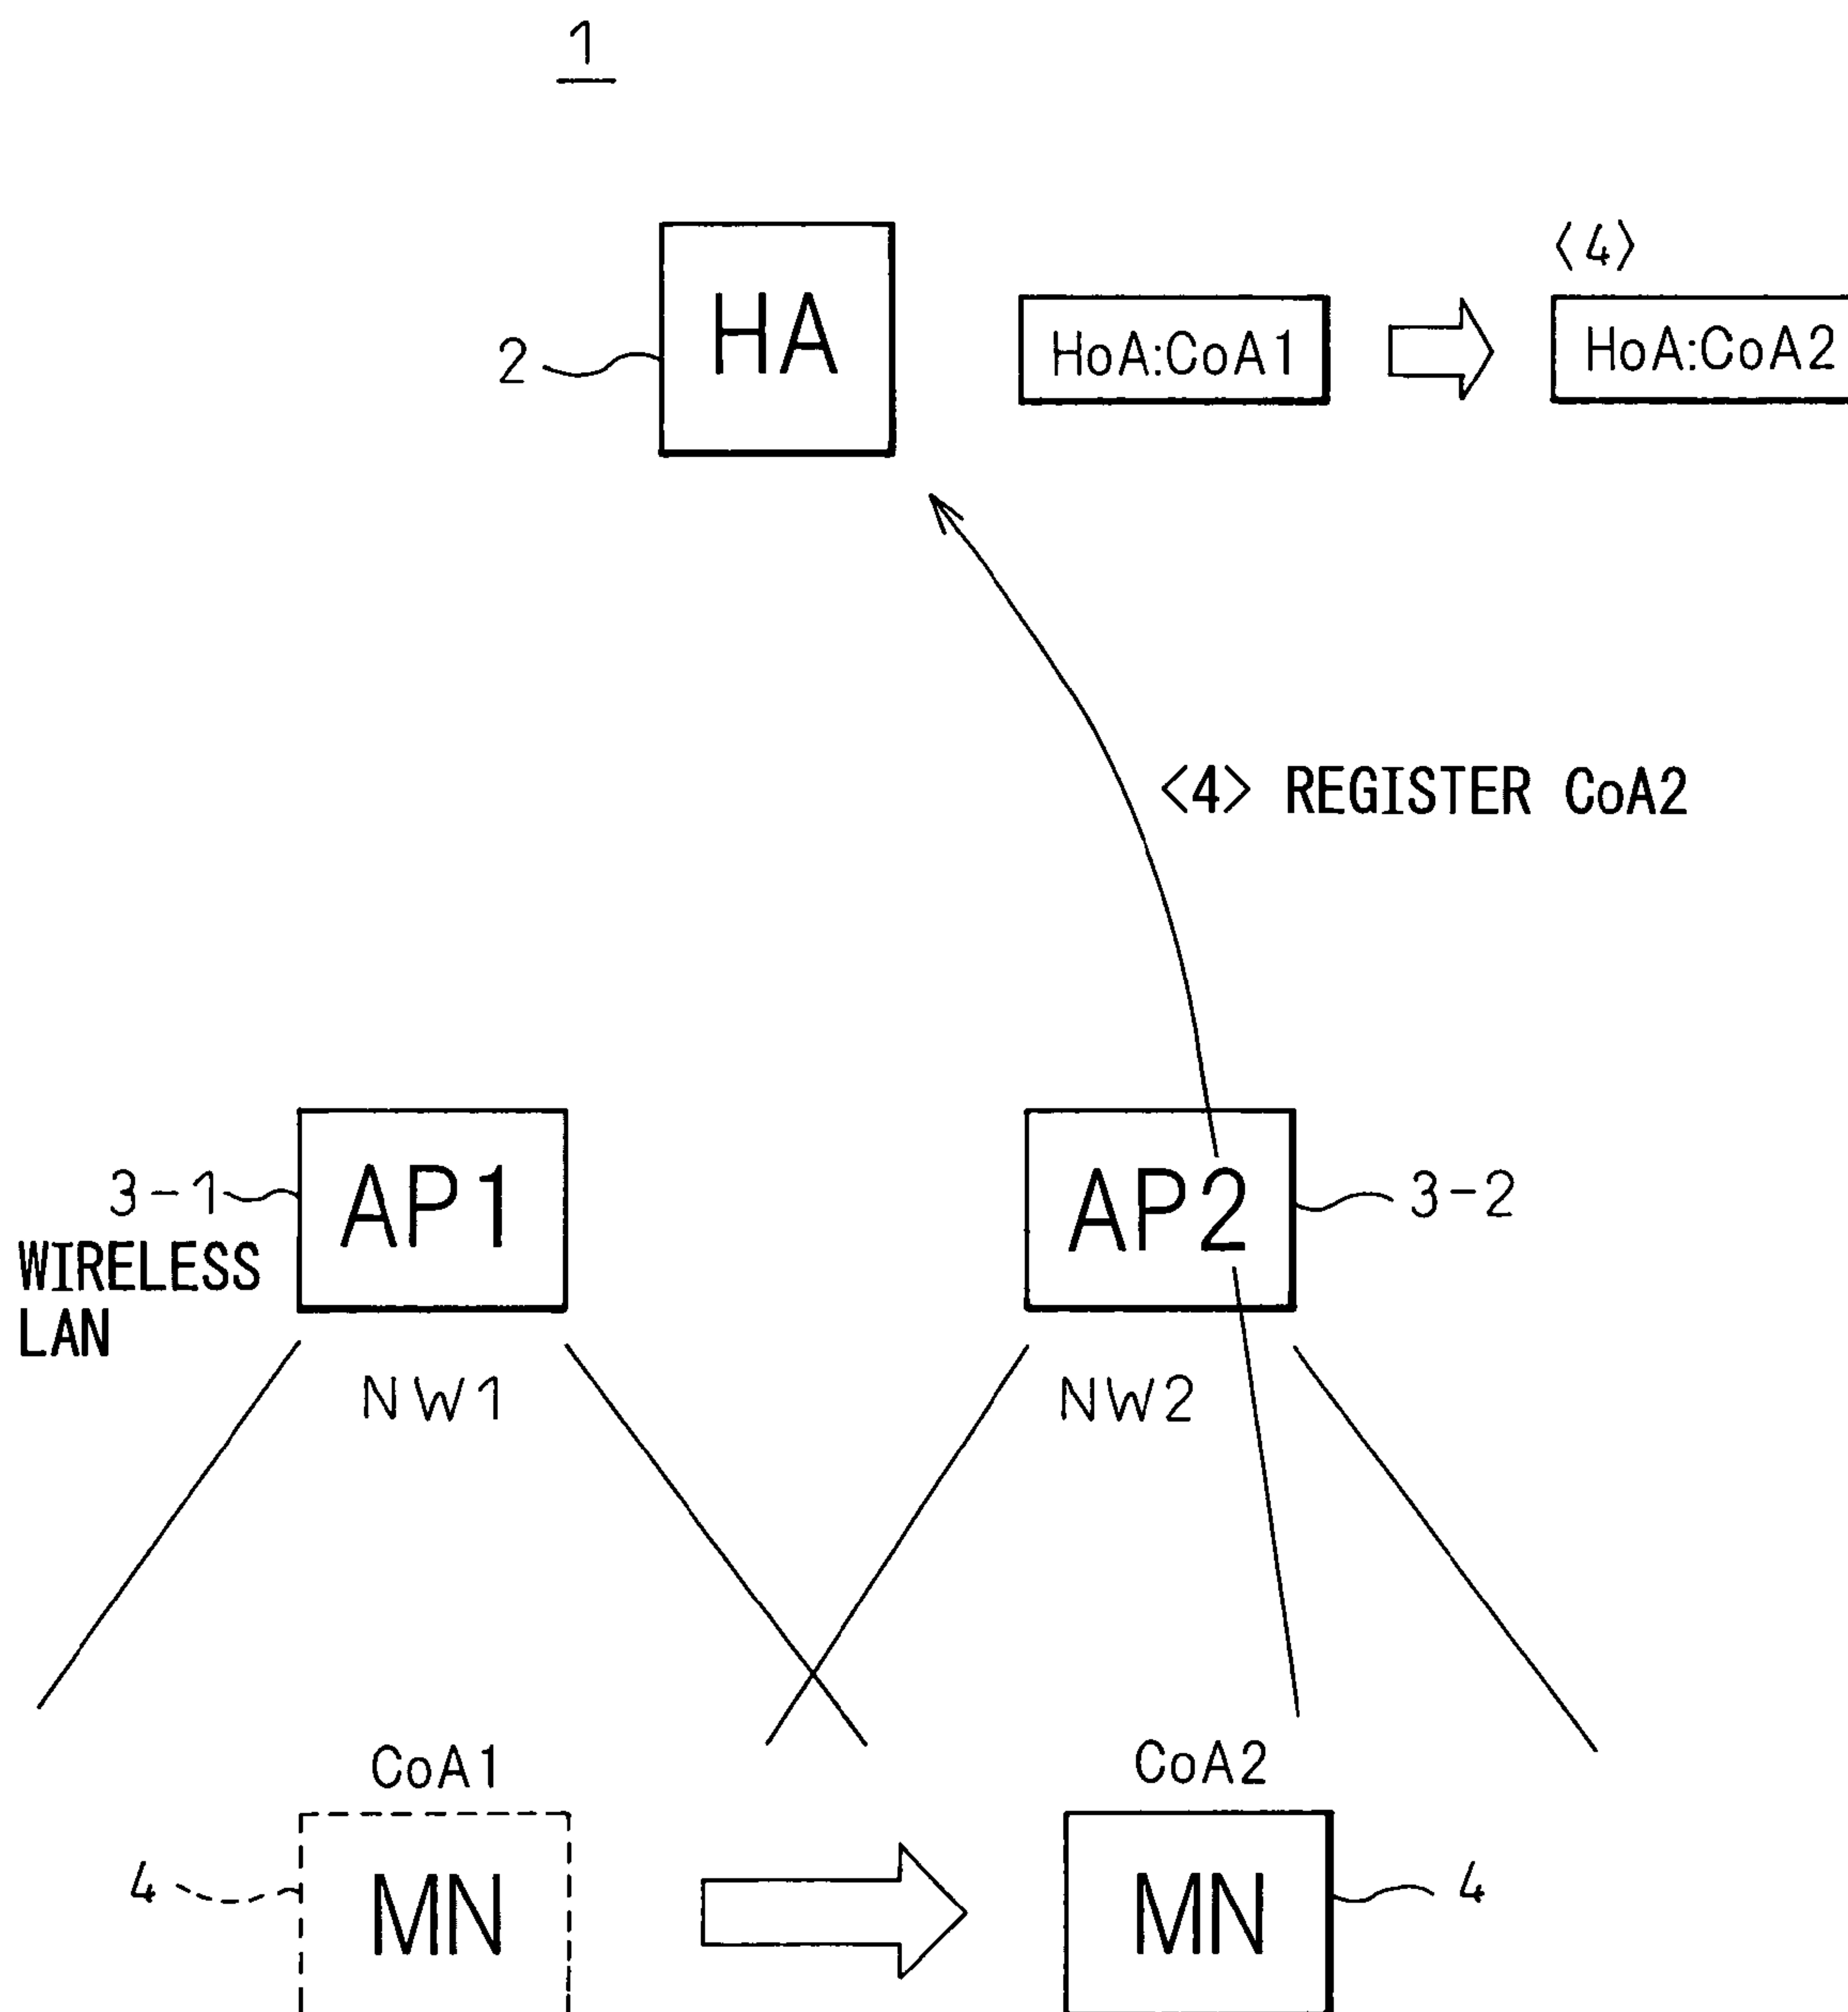 1
〈4〉
HA
2
HoA:CoA1
HoA:CoA2
<4> REGISTER CoA2
3-1
AP1
AP2
3-2
WIRELESS
LAN
NW1
NW2
CoA1
CoA2
4
MN
MN
4